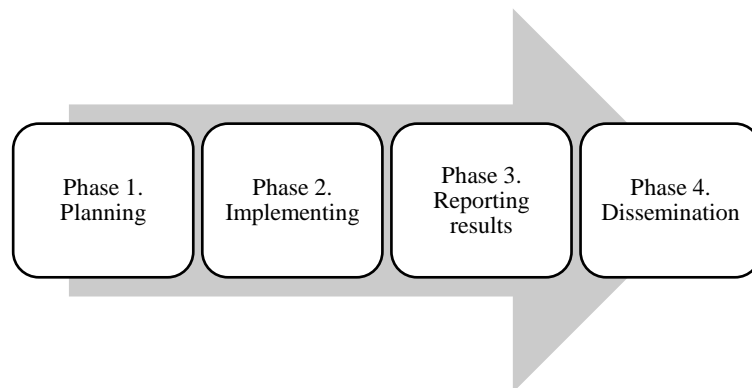 Phase 1.
Planning
Phase 2.
Implementing
Phase 3.
Reporting
results
Phase 4.
Dissemination